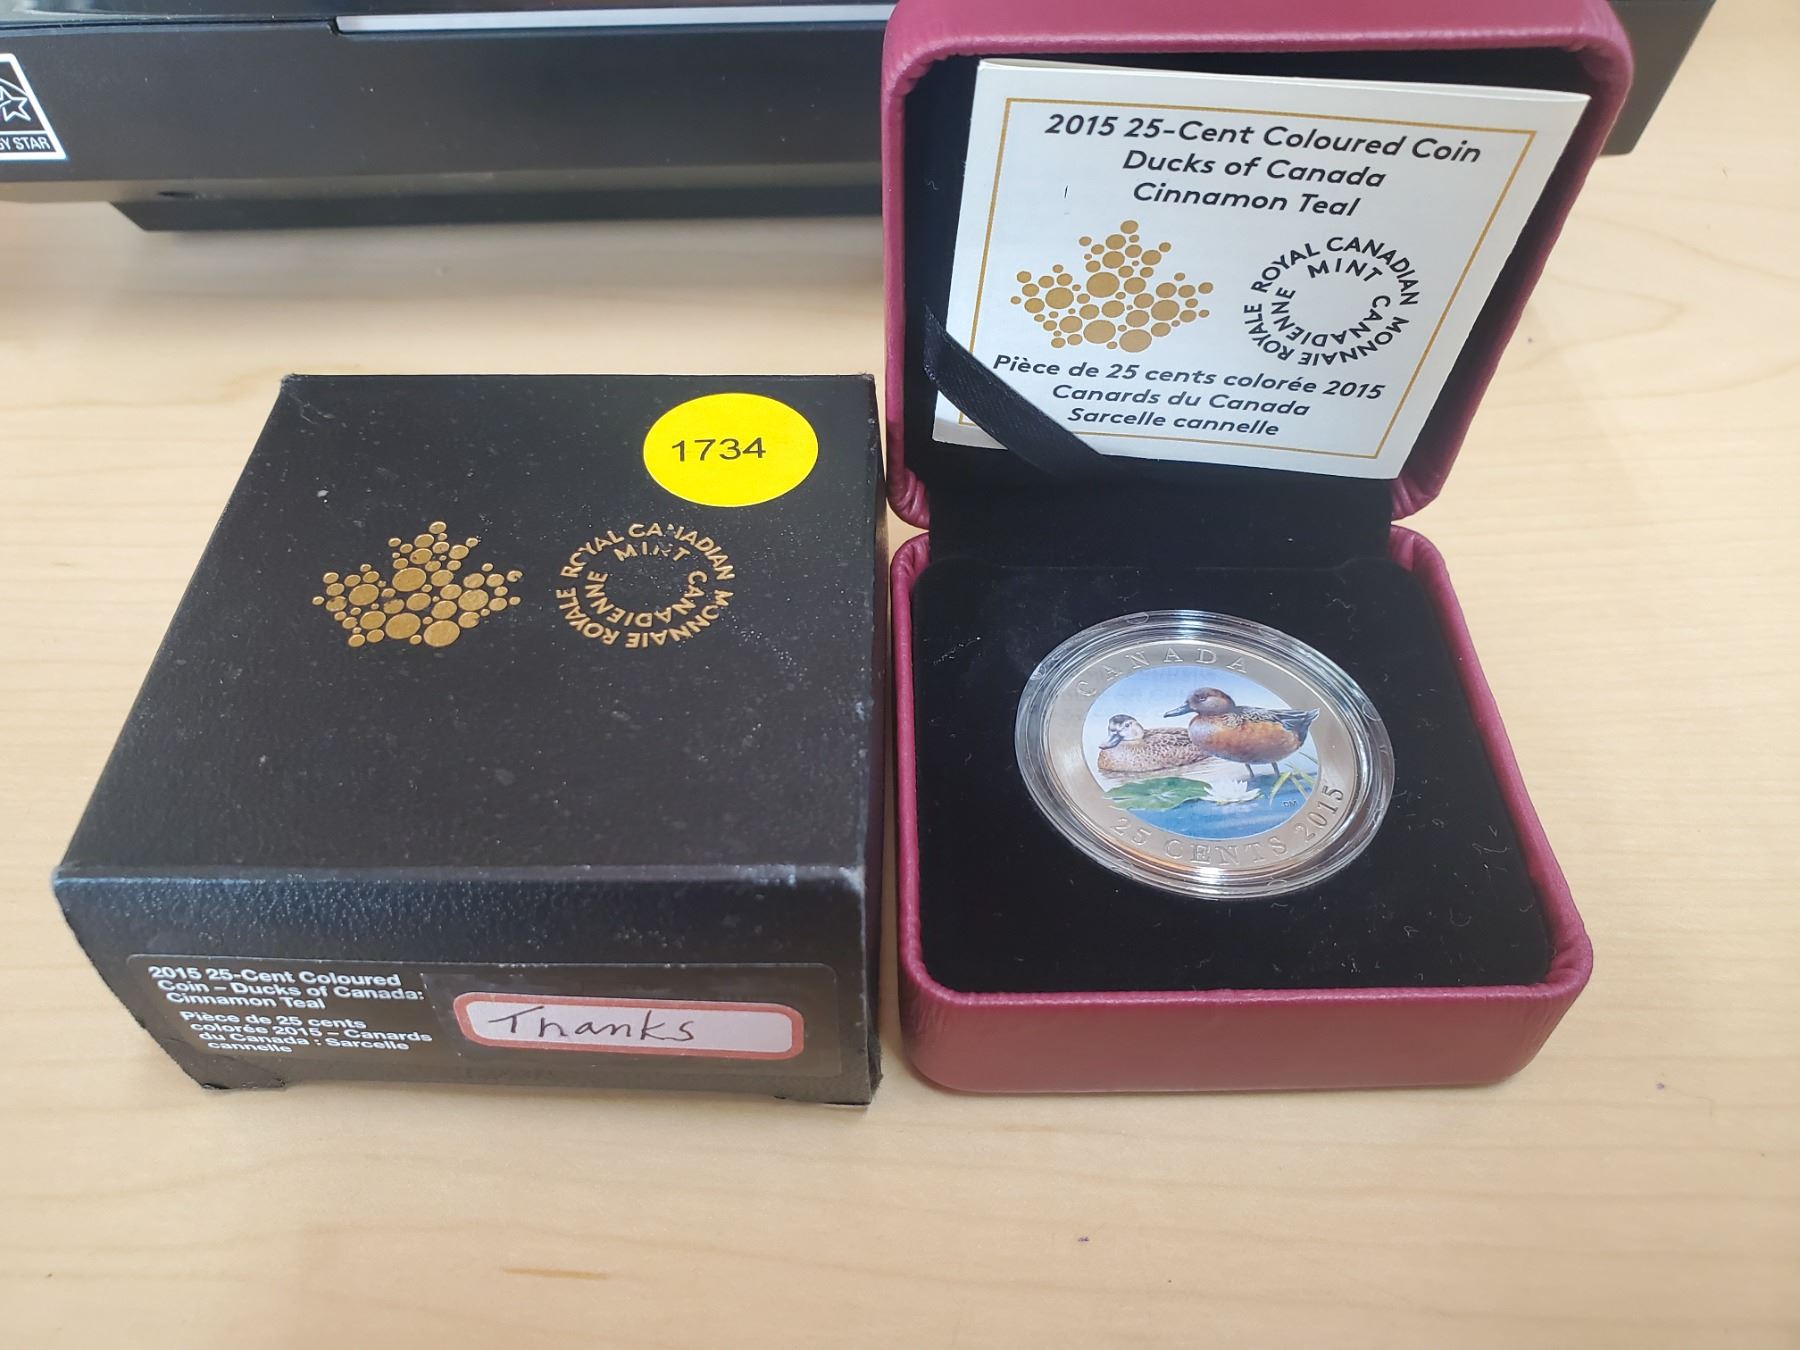 GY STAR
2015 25-Cent Coloured Coin
Ducks of Canada
Cinnamon Teal
ROYAL CANADIAN MINT
MONNAIE ROYALE CANADIENNE
Pièce de 25 cents colorée 2015
Canards du Canada
Sarcelle cannelle
1734
ROYAL CANADIAN MINT
MONNAIE ROYALE CANADIENNE
CANADA
PM
25 CENTS 2015
2015 25-Cent Coloured
Coin – Ducks of Canada:
Cinnamon Teal
Pièce de 25 cents
colorée 2015 – Canards
du Canada : Sarcelle
cannelle
Thanks